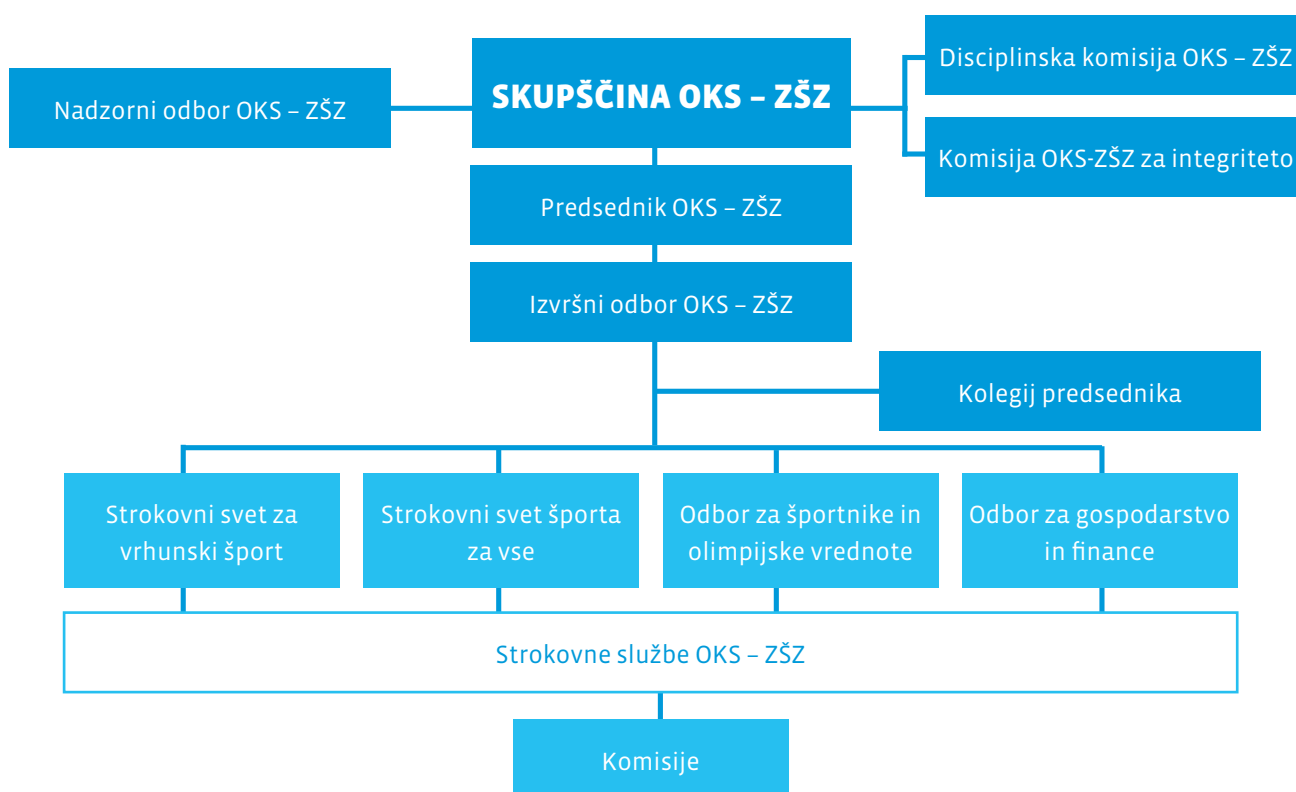 Disciplinska komisija OKS – ZŠZ
SKUPŠČINA OKS – ZŠZ
Nadzorni odbor OKS – ZŠZ
Komisija OKS-ZŠZ za integriteto
Predsednik OKS – ZŠZ
Izvršni odbor OKS – ZŠZ
Kolegij predsednika
Strokovni svet za
vrhunski šport
Strokovni svet športa
za vse
Odbor za športnike in
olimpijske vrednote
Odbor za gospodarstvo
in finance
Strokovne službe OKS – ZŠZ
Komisije